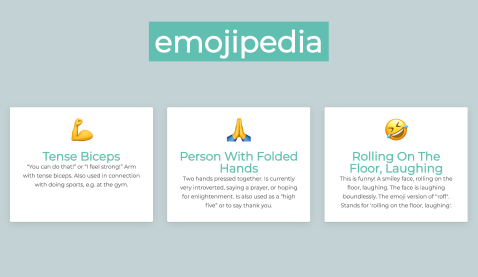 emojipedia
Tense Biceps
"You can do that!" or "I feel strong!" Arm
with tense biceps. Also used in connection
with doing sports, e.g. at the gym.
Person With Folded
Hands
Two hands pressed together. Is currently
very introverted, saying a prayer, or hoping
for enlightenment. Is also used as a "high
five" or to say thank you.
Rolling On The
Floor, Laughing
This is funny! A smiley face, rolling on the
floor, laughing. The face is laughing
boundlessly. The emoji version of "rofl".
Stands for 'rolling on the floor, laughing'.